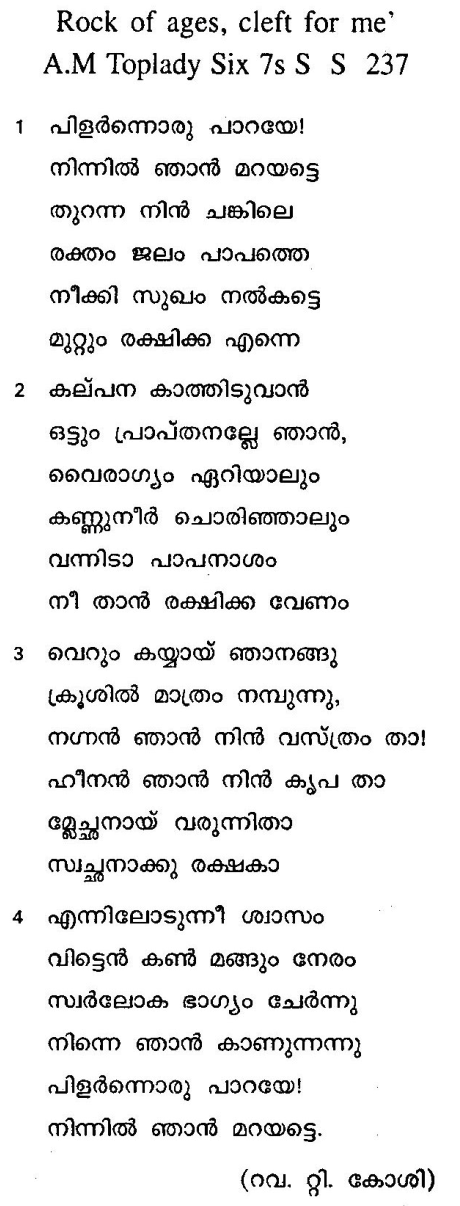 Rock of ages, cleft for me’
A.M Toplady Six 7s S S 237
1 പിളർന്നൊരു പാറയേ!
നിന്നിൽ ഞാൻ മറയട്ടെ
തുറന്ന നിൻ ചങ്കിലെ
രക്തം ജലം പാപത്തെ
നീക്കി സുഖം നൽകട്ടെ
മുറ്റും രക്ഷിക്ക എന്നെ
2 കല്പന കാത്തിടുവാൻ
ഒട്ടും പ്രാപ്തനല്ലേ ഞാൻ,
വൈരാഗ്യം ഏറിയാലും
കണ്ണുനീർ ചൊരിഞ്ഞാലും
വന്നിടാ പാപനാശം
നീ താൻ രക്ഷിക്ക വേണം
3 വെറും കയ്യായ് ഞാനങ്ങു
ക്രൂശിൽ മാത്രം നമ്പുന്നു,
നഗ്നൻ ഞാൻ നിൻ വസ്ത്രം താ!
ഹീനൻ ഞാൻ നിൻ കൃപ താ
മ്ലേച്ഛനായ് വരുന്നിതാ
സ്വച്ഛനാക്കു രക്ഷകാ
4 എന്നിലോടുന്നീ ശ്വാസം
വിട്ടെൻ കൺ മങ്ങും നേരം
സ്വർലോക ഭാഗ്യം ചേർന്നു
നിന്നെ ഞാൻ കാണുന്നന്നു
പിളർന്നൊരു പാറയേ!
നിന്നിൽ ഞാൻ മറയട്ടെ.
(റവ. റ്റി. കോശി)